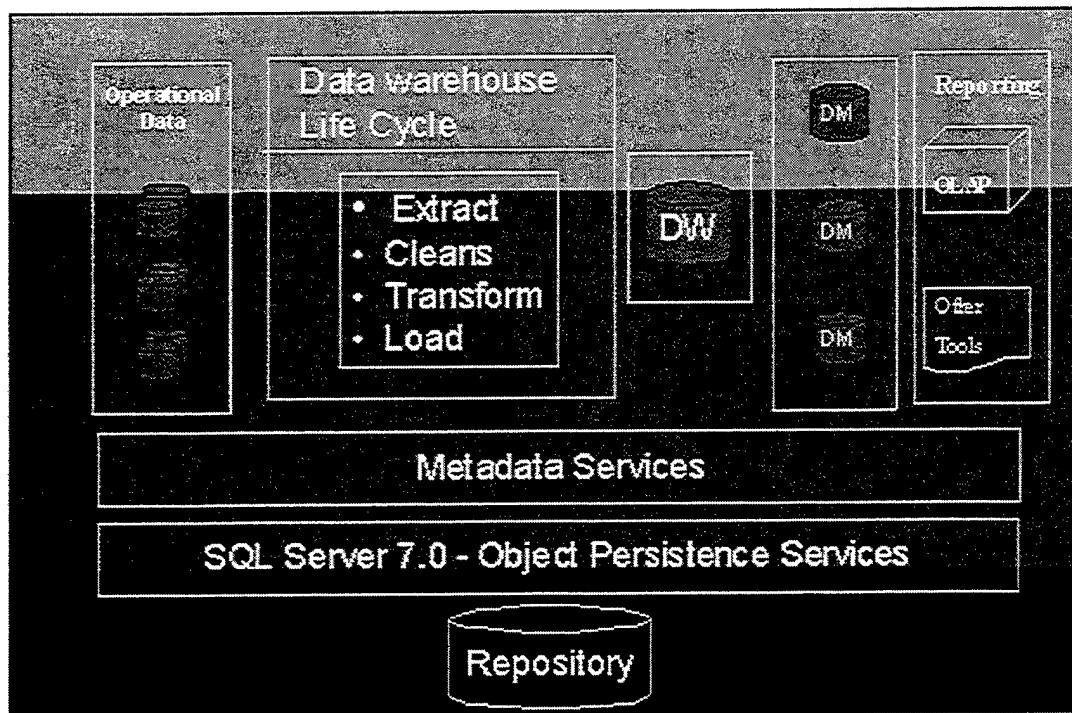 Operational
Data
Data warehouse
Life Cycle
• Extract
• Cleans
• Transform
• Load
DW
DM
DM
DM
Reporting
OLAP
Offer
Tools
Metadata Services
SQL Server 7.0 - Object Persistence Services
Repository